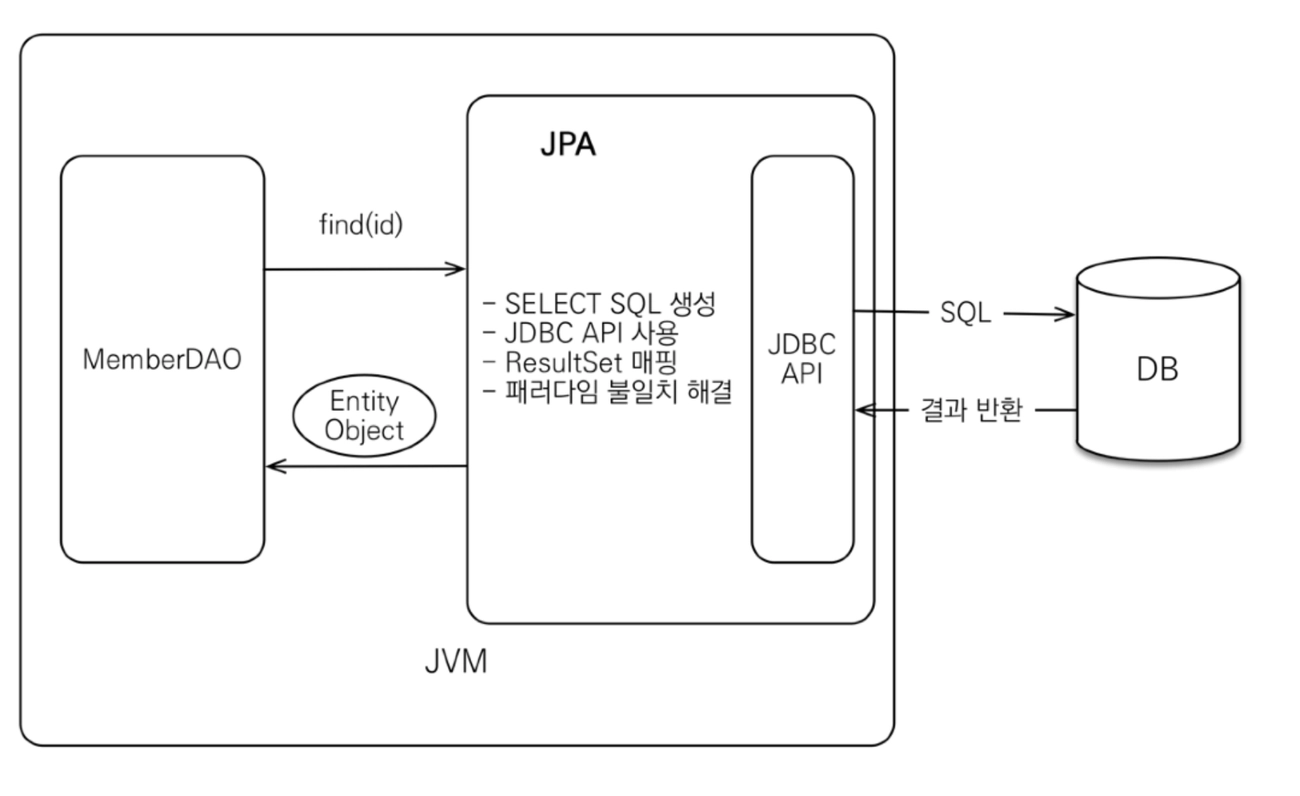 JPA
find(id)
MemberDAO
Entity
Object
- SELECT SQL 생성
- JDBC API 사용
- ResultSet 매핑
- 패러다임 불일치 해결
JDBC
API
SQL
결과 반환
DB
JVM